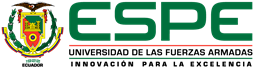 ESPE
UNIVERSIDAD DE LAS FUERZAS ARMADAS
INNOVACIÓN PARA LA EXCELENCIA
ECUADOR